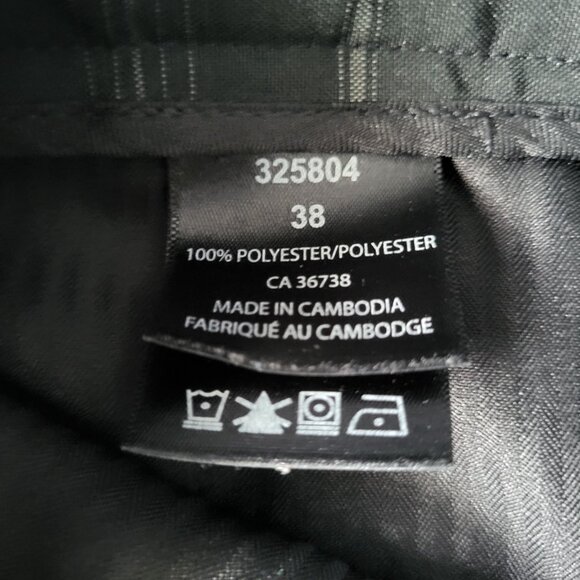 325804
38
100% POLYESTER/POLYESTER
CA 36738
MADE IN CAMBODIA
FABRIQUÉ AU CAMBODGE